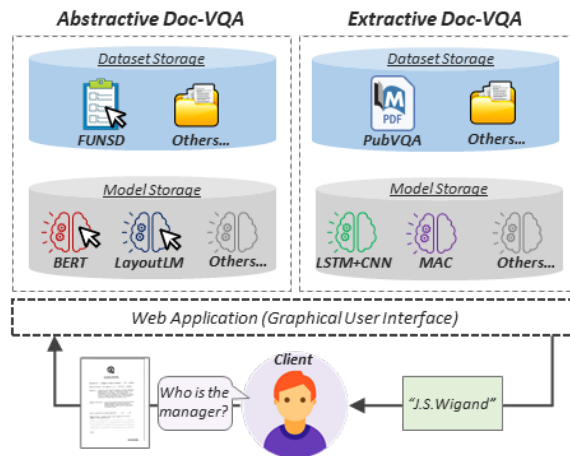 Abstractive Doc-VQA
Extractive Doc-VQA
Dataset Storage
FUNSD
Others...
Dataset Storage
M
PDF
PubVQA
Others...
Model Storage
BERT
LayoutLM
Others...
Model Storage
LSTM+CNN
MAC
Others...
Web Application (Graphical User Interface)
Client
Who is the
manager?
"J.S.Wigand"